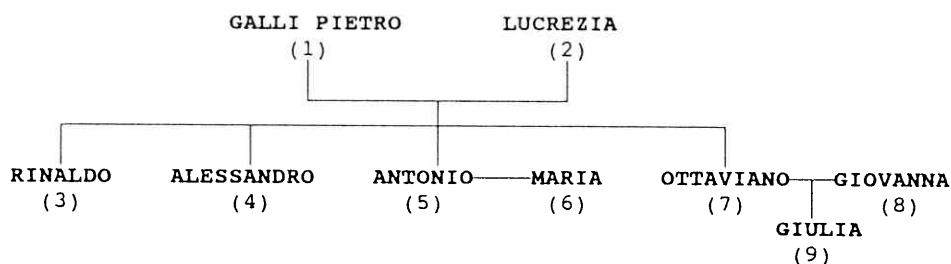 GALLI PIETRO LUCREZIA
(1) (2)
RINALDO ALESSANDRO ANTONIO MARIA OTTAVIANO GIOVANNA
(3) (4) (5) (6) (7) (8)
GIULIA
(9)